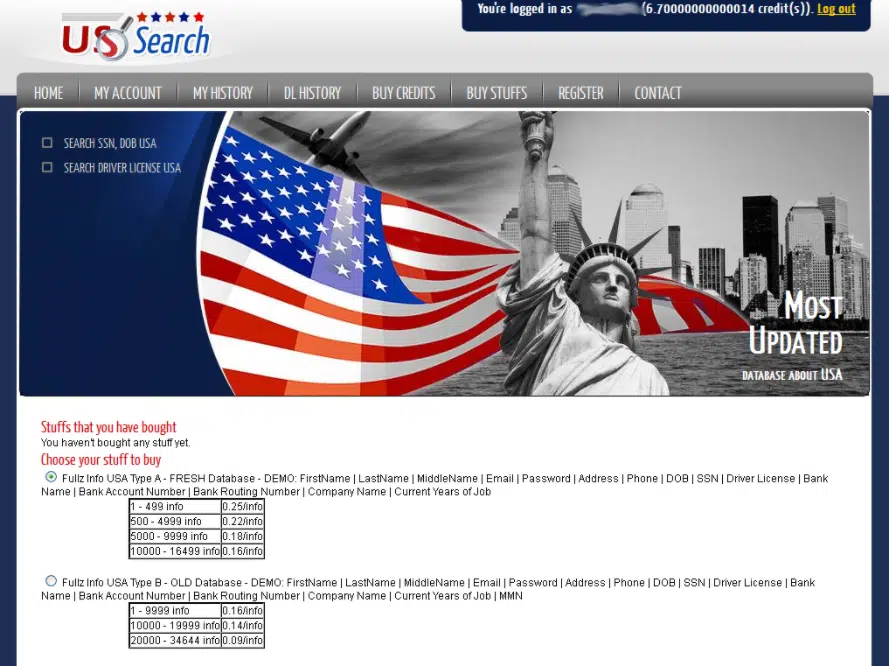 You're logged in as (6.70000000000014 credit(s)). Log out
US Search
HOME MY ACCOUNT MY HISTORY DL HISTORY BUY CREDITS BUY STUFFS REGISTER CONTACT
SEARCH SSN, DOB USA
SEARCH DRIVER LICENSE USA
MOST
UPDATED
DATABASE ABOUT USA
Stuffs that you have bought
You haven't bought any stuff yet.
Choose your stuff to buy
Fullz Info USA Type A - FRESH Database - DEMO: FirstName | LastName | MiddleName | Email | Password | Address | Phone | DOB | SSN | Driver License | Bank
Name | Bank Account Number | Bank Routing Number | Company Name | Current Years of Job
1 - 499 info 0.25/info
500 - 4999 info 0.22/info
5000 - 9999 info 0.18/info
10000 - 16499 info 0.16/info
Fullz Info USA Type B - OLD Database - DEMO: FirstName | LastName | MiddleName | Email | Password | Address | Phone | DOB | SSN | Driver License | Bank
Name | Bank Account Number | Bank Routing Number | Company Name | Current Years of Job | MMN
1 - 9999 info 0.16/info
10000 - 19999 info 0.14/info
20000 - 34644 info 0.09/info